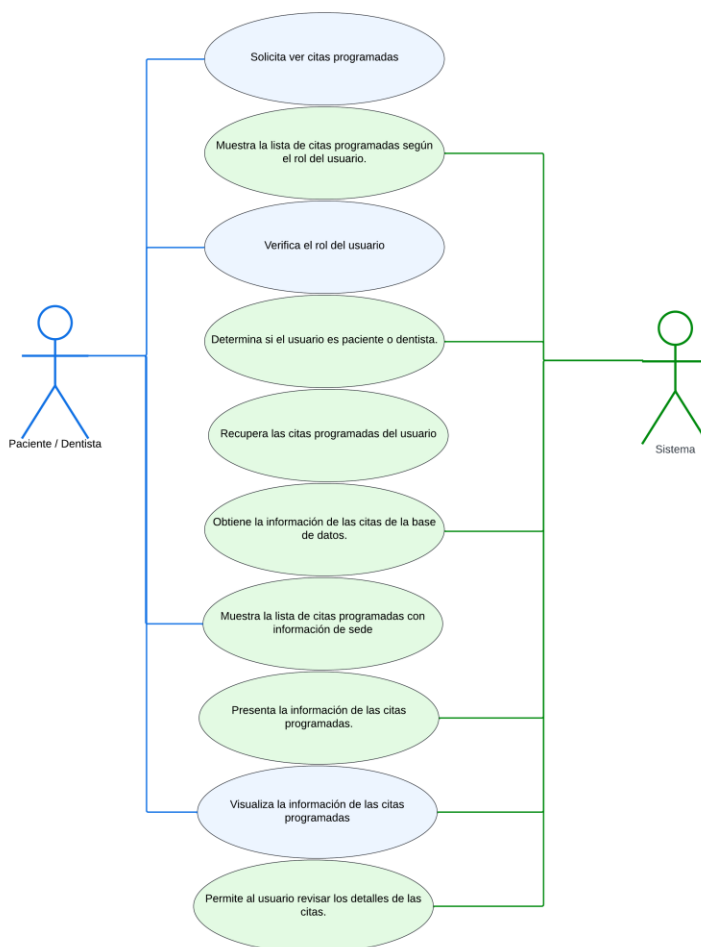 Solicita ver citas programadas
Muestra la lista de citas programadas según
el rol del usuario.
Verifica el rol del usuario
Determina si el usuario es paciente o dentista.
Recupera las citas programadas del usuario
Paciente / Dentista
Sistema
Obtiene la información de las citas de la base
de datos.
Muestra la lista de citas programadas con
información de sede
Presenta la información de las citas
programadas.
Visualiza la información de las citas
programadas
Permite al usuario revisar los detalles de las
citas.